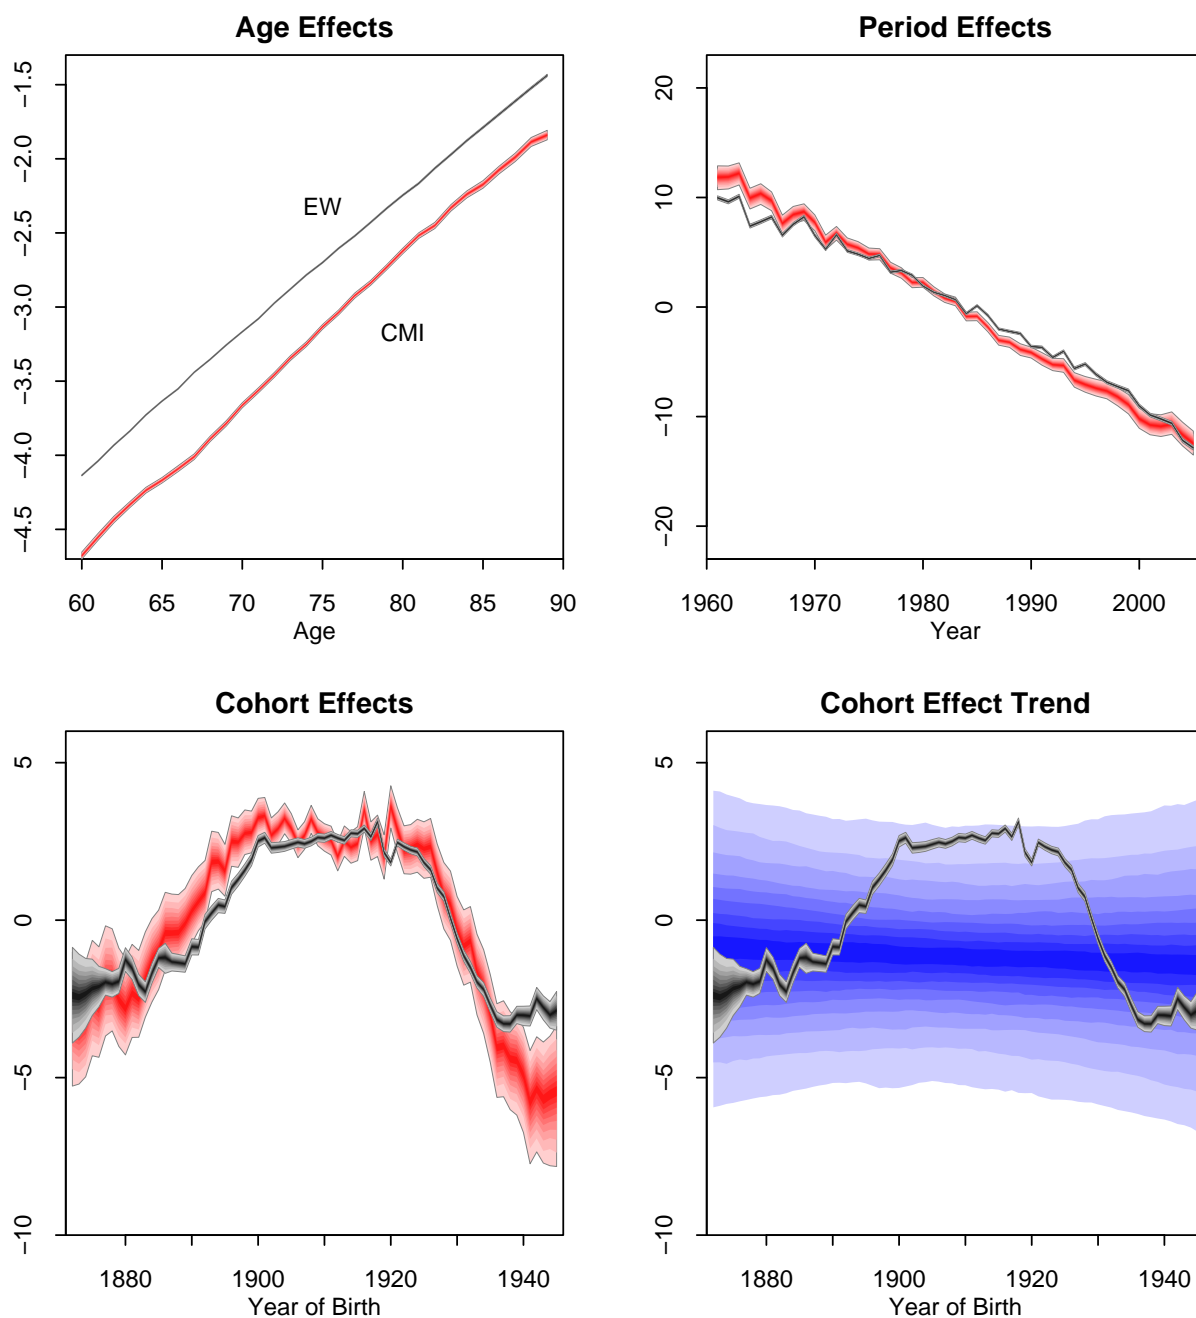 Age Effects
−1.5
−2.0
−2.5
−3.0
−3.5
−4.0
−4.5
EW
CMI
60 65 70 75 80 85 90
Age
Period Effects
20
10
0
−10
−20
1960 1970 1980 1990 2000
Year
Cohort Effects
5
0
−5
−10
1880 1900 1920 1940
Year of Birth
Cohort Effect Trend
5
0
−5
−10
1880 1900 1920 1940
Year of Birth